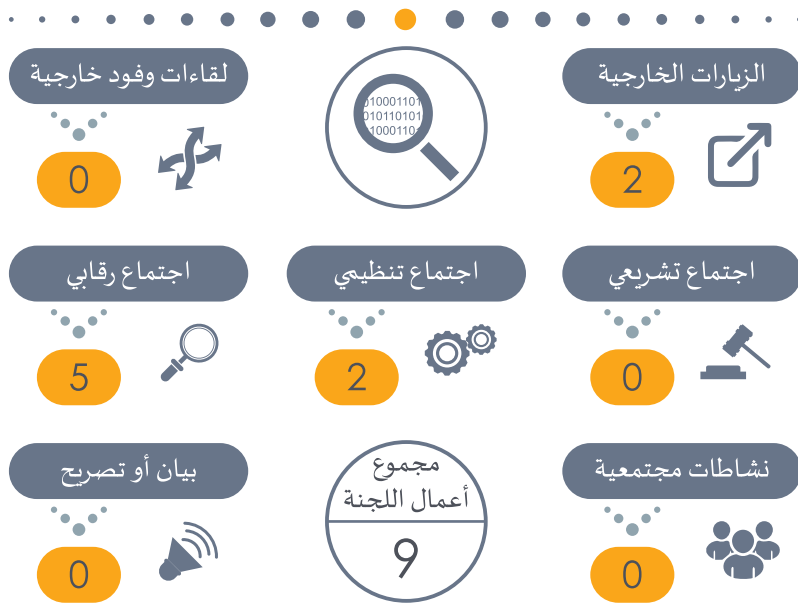 الزيارات الخارجية
2
01000110
010110101
1000110
لقاءات وفود خارجية
0
اجتماع تشريعي
0
اجتماع تنظيمي
2
اجتماع رقابي
5
نشاطات مجتمعية
0
مجموع
أعمال اللجنة
9
بيان أو تصريح
0